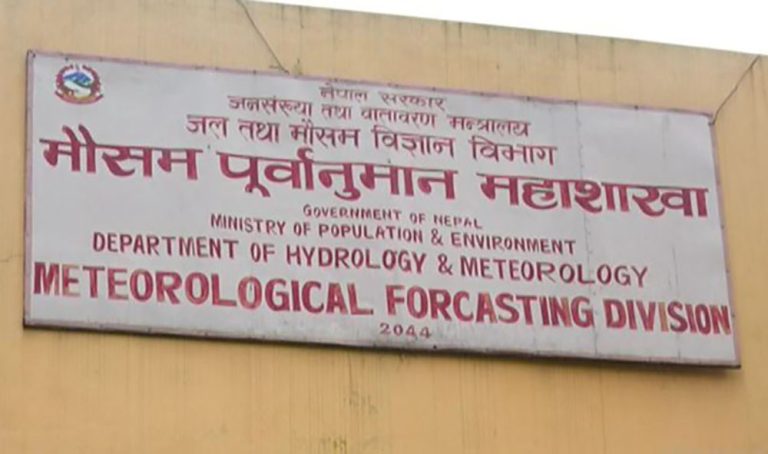 नेपाल सरकार
जनसंख्या तथा वातावरण मन्त्रालय
जल तथा मौसम विज्ञान विभाग
मौसम पूर्वानुमान महाशाखा
GOVERNMENT OF NEPAL
MINISTRY OF POPULATION & ENVIRONMENT
DEPARTMENT OF HYDROLOGY & METEOROLOGY
METEOROLOGICAL FORCASTING DIVISION
2044